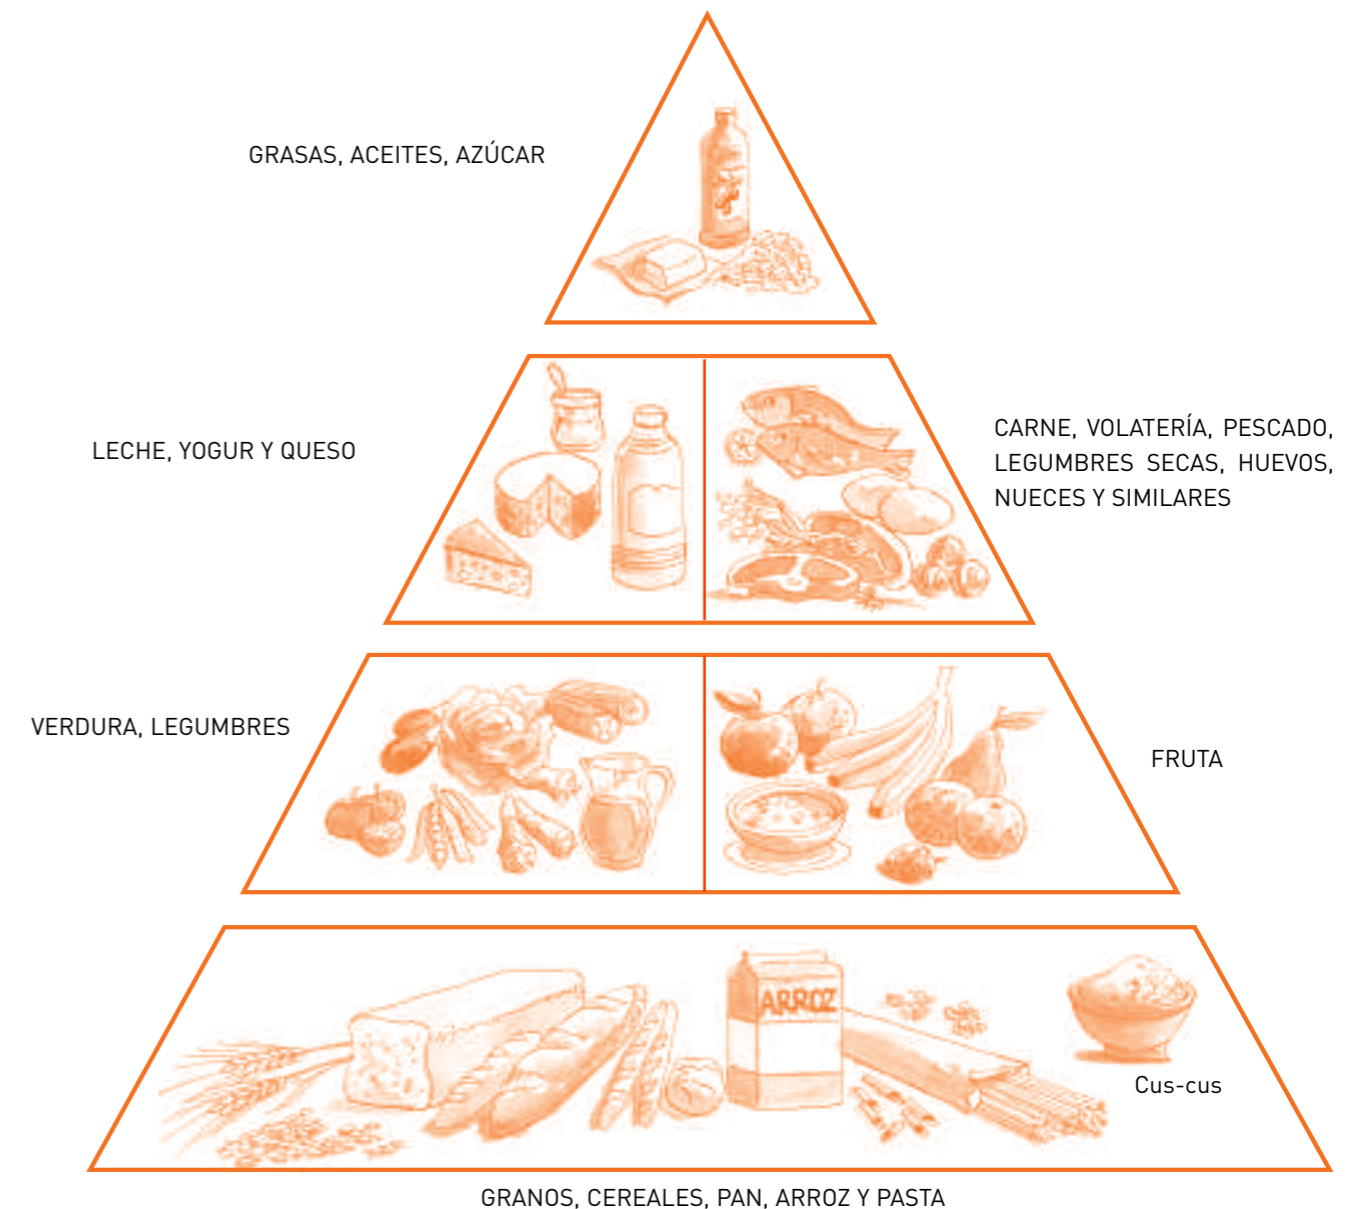 GRASAS, ACEITES, AZÚCAR
LECHE, YOGUR Y QUESO
CARNE, VOLATERÍA, PESCADO,
LEGUMBRES SECAS, HUEVOS,
NUECES Y SIMILARES
VERDURA, LEGUMBRES
FRUTA
ARROZ
Cus-cus
GRANOS, CEREALES, PAN, ARROZ Y PASTA